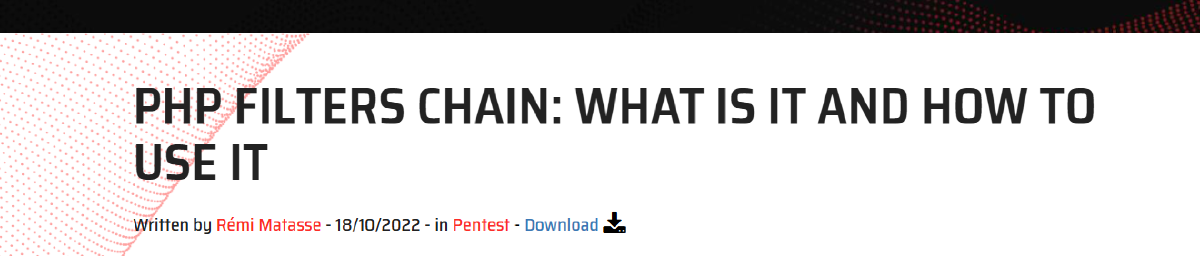 PHP FILTERS CHAIN: WHAT IS IT AND HOW TO
USE IT
Written by Rémi Matasse - 18/10/2022 - in Pentest - Download